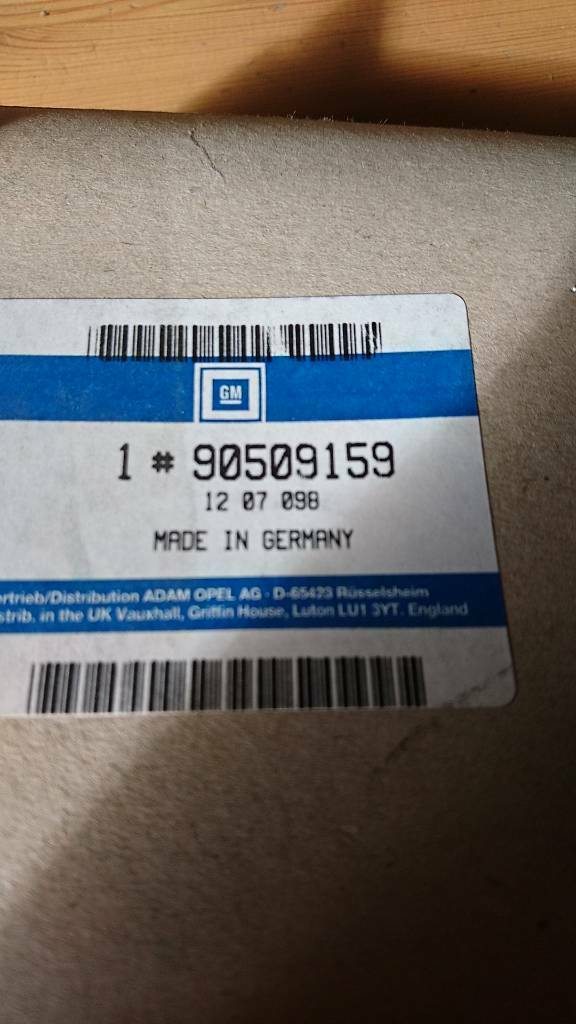 GM
1 # 90509159
12 07 098
MADE IN GERMANY
ertrieb/Distribution ADAM OPEL AG - D-65423 Rüsselsheim
strib. in the UK Vauxhall, Griffin House, Luton LU1 3YT. England